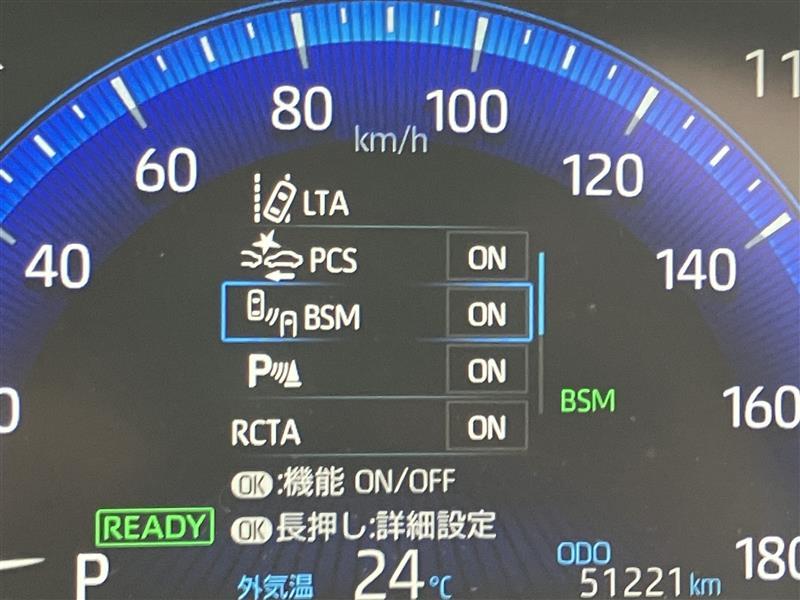 80
100
11
km/h
60
120
LTA
40
PCS ON
140
BSM ON
P ON
BSM
160
0
RCTA ON
OK:機能 ON/OFF
READY
OK長押し:詳細設定
P
外気温 24℃
ODO
51221km
180